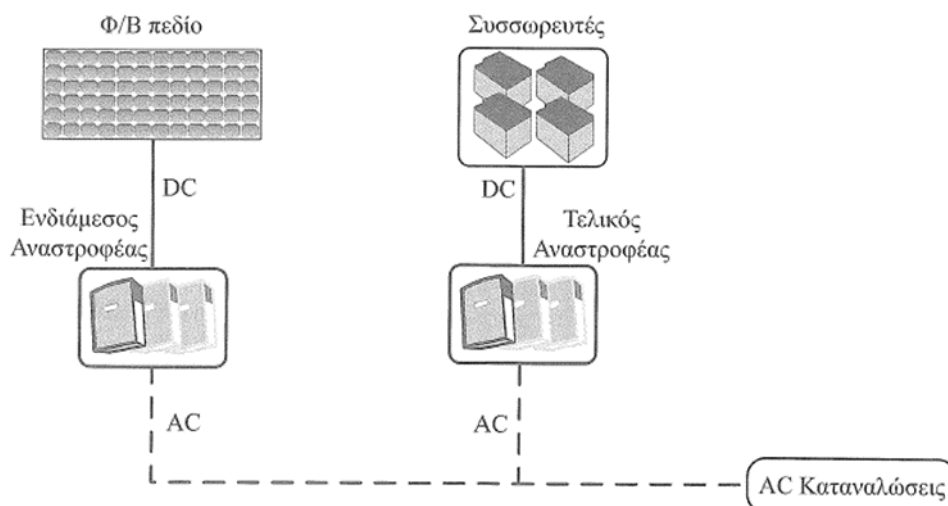 Φ/Β πεδίο
Συσσωρευτές
DC
DC
Ενδιάμεσος
Αναστροφέας
Τελικός
Αναστροφέας
AC
AC
AC Καταναλώσεις